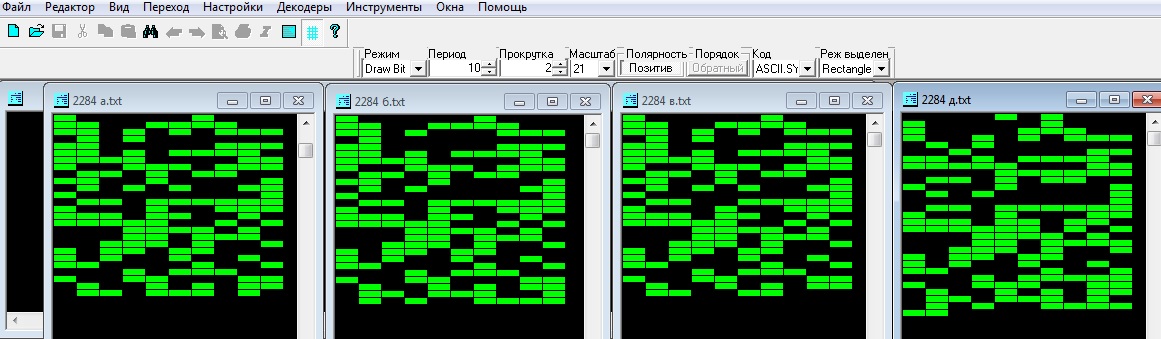 Файл Редактор Вид Переход Настройки Декодеры Инструменты Окна Помощь
Режим Период Прокрутка Масштаб Полярность Порядок Код Реж выделен
Draw Bit 10 2 21 Позитив Обратный ASCII.SY Rectangle
2284 а.txt 2284 б.txt 2284 в.txt 2284 д.txt